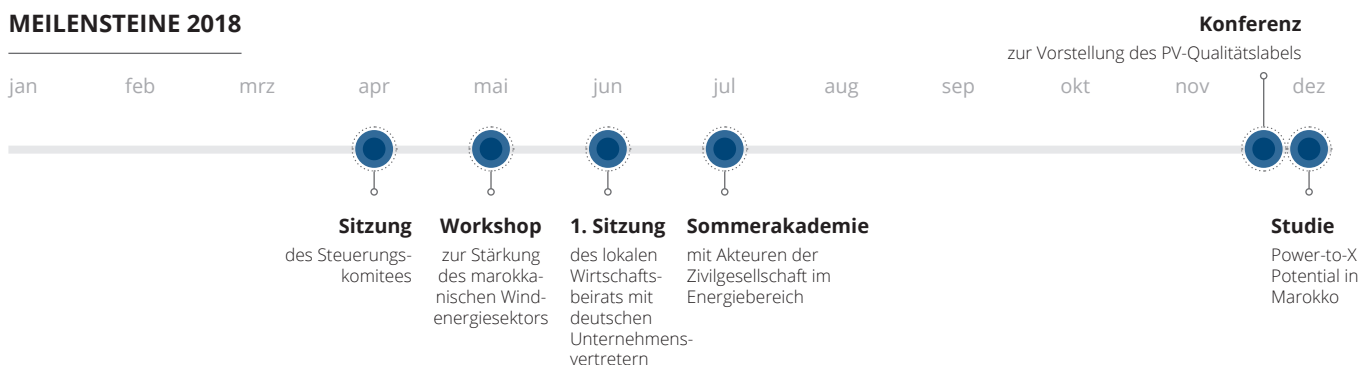 MEILENSTEINE 2018
Konferenz
zur Vorstellung des PV-Qualitätslabels
jan feb mrz apr mai jun jul aug sep okt nov dez
Sitzung
des Steuerungs-
komitees
Workshop
zur Stärkung
des marokka-
nischen Wind-
energiesektors
1. Sitzung
des lokalen
Wirtschafts-
beirats mit
deutschen
Unternehmens-
vertretern
Sommerakademie
mit Akteuren der
Zivilgesellschaft im
Energiebereich
Studie
Power-to-X
Potential in
Marokko